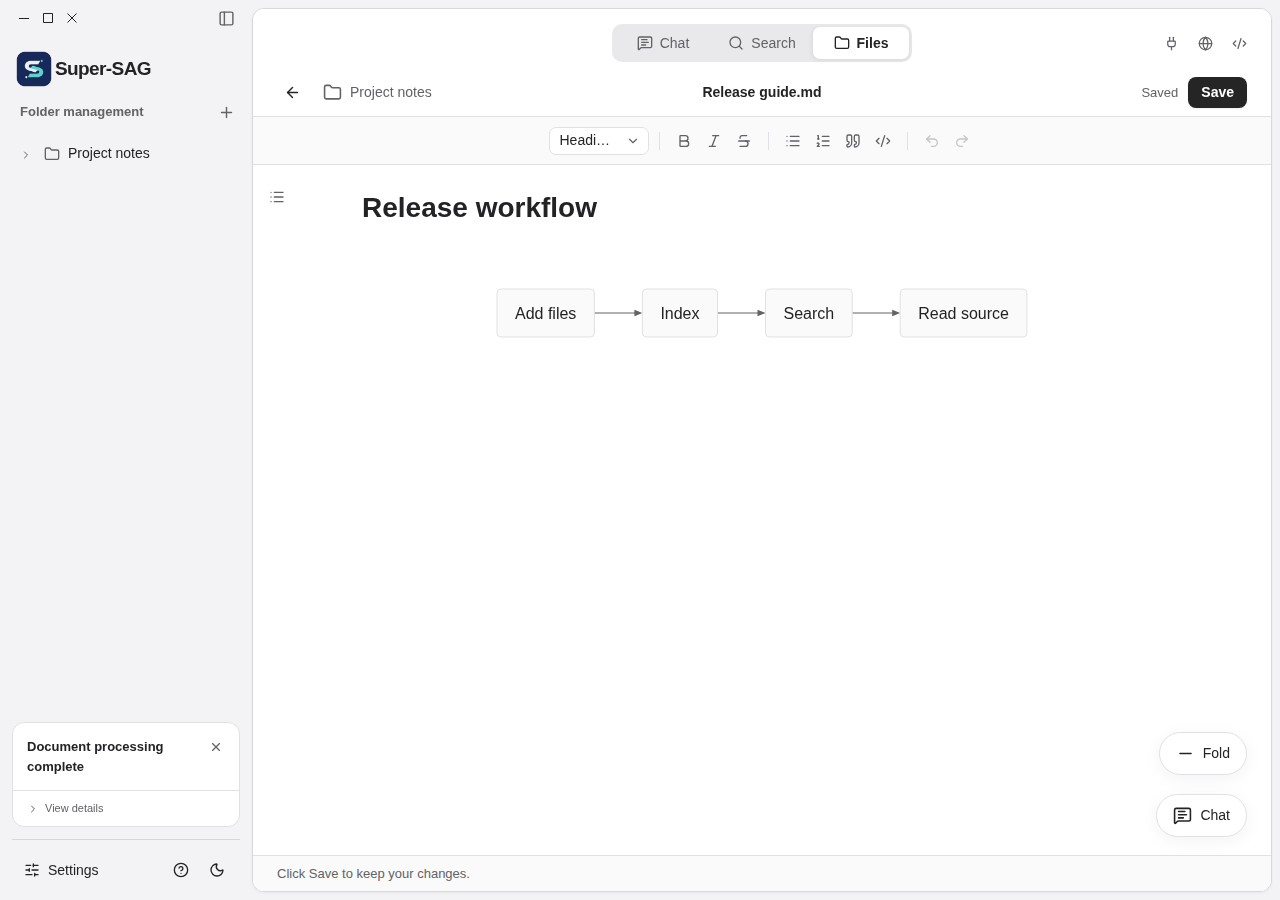 Chat Search Files
Super-SAG
Folder management
Project notes
Project notes
Release guide.md
Saved
Save
Headi…
Release workflow
Add files
Index
Search
Read source
Document processing
complete
View details
Settings
Fold
Chat
Click Save to keep your changes.